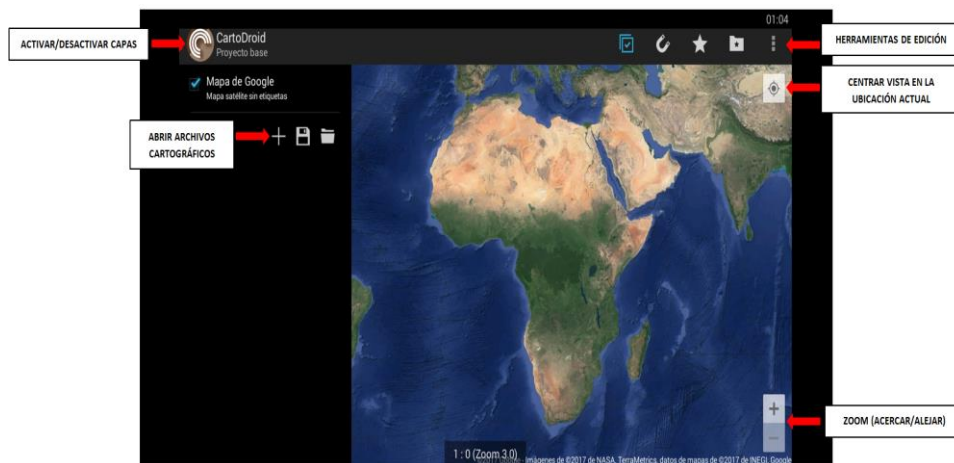 01:04
ACTIVAR/DESACTIVAR CAPAS
CartoDroid
Proyecto base
HERRAMIENTAS DE EDICIÓN
Mapa de Google
Mapa satélite sin etiquetas
CENTRAR VISTA EN LA
UBICACIÓN ACTUAL
ABRIR ARCHIVOS
CARTOGRÁFICOS
ZOOM (ACERCAR/ALEJAR)
1 : 0 (Zoom 3.0)
©2017 Google - Imágenes de ©2017 de NASA, TerraMetrics, datos de mapas de ©2017 de INEGI, Google